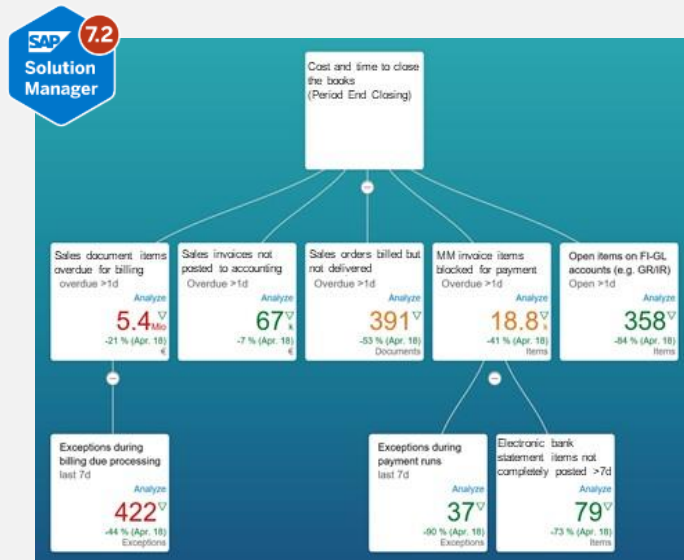 SAP 7.2
Solution
Manager
Cost and time to close
the books
(Period End Closing)
Sales document items
overdue for billing
overdue >1d
Analyze
5.4 Mio
-21 % (Apr. 18)
€
Sales invoices not
posted to accounting
Overdue >1d
Analyze
67 k
-7 % (Apr. 18)
€
Sales orders billed but
not delivered
Overdue >1d
Analyze
391
-53 % (Apr. 18)
Documents
MM invoice items
blocked for payment
Overdue >1d
Analyze
18.8 k
-41 % (Apr. 18)
Items
Open items on FI-GL
accounts (e.g. GR/IR)
Open >1d
Analyze
358
-84 % (Apr. 18)
Items
Exceptions during
billing due processing
last 7d
Analyze
422
-44 % (Apr. 18)
Exceptions
Exceptions during
payment runs
last 7d
Analyze
37
-90 % (Apr. 18)
Exceptions
Electronic bank
statement items not
completely posted >7d
Analyze
79
-73 % (Apr. 18)
Items